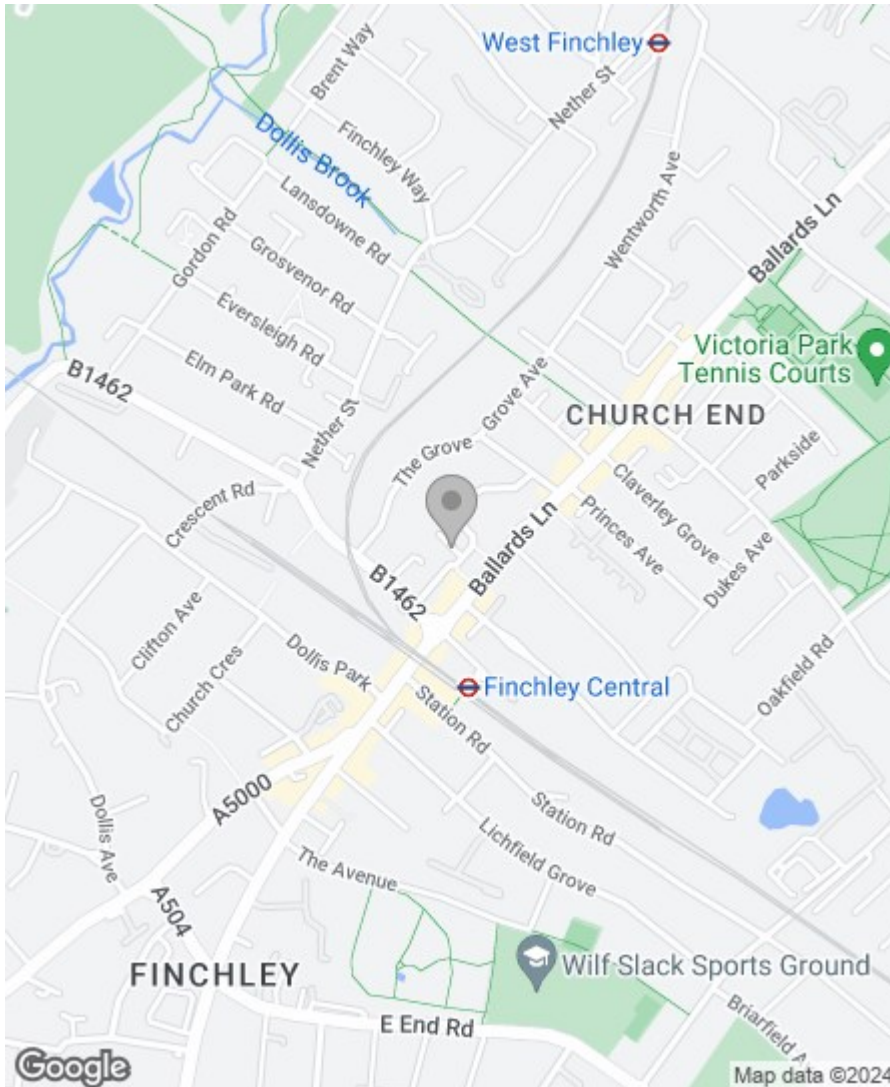 West Finchley
Brent Way
Nether St
Finchley Way
Dollis Brook
Wentworth Ave
Ballards Ln
Lansdowne Rd
Gordon Rd
Grosvenor Rd
Eversleigh Rd
Victoria Park
Tennis Courts
B1462
Elm Park Rd
Nether St
Grove Ave
The Grove
CHURCH END
Parkside
Claverley Grove
Princes Ave
Crescent Rd
Dukes Ave
Ballards Ln
B1462
Clifton Ave
Church Cres
Dollis Park
Oakfield Rd
Finchley Central
Station Rd
A5000
Station Rd
Dollis Ave
Lichfield Grove
The Avenue
A504
FINCHLEY
Wilf Slack Sports Ground
E End Rd
Briarfield A
Google
Map data ©2024